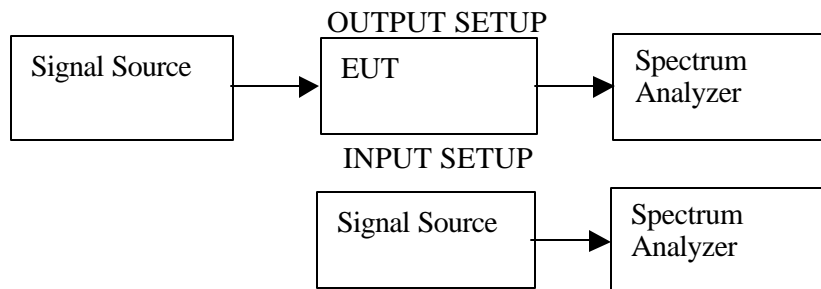 OUTPUT SETUP
Signal Source
EUT
Spectrum
Analyzer
INPUT SETUP
Signal Source
Spectrum
Analyzer